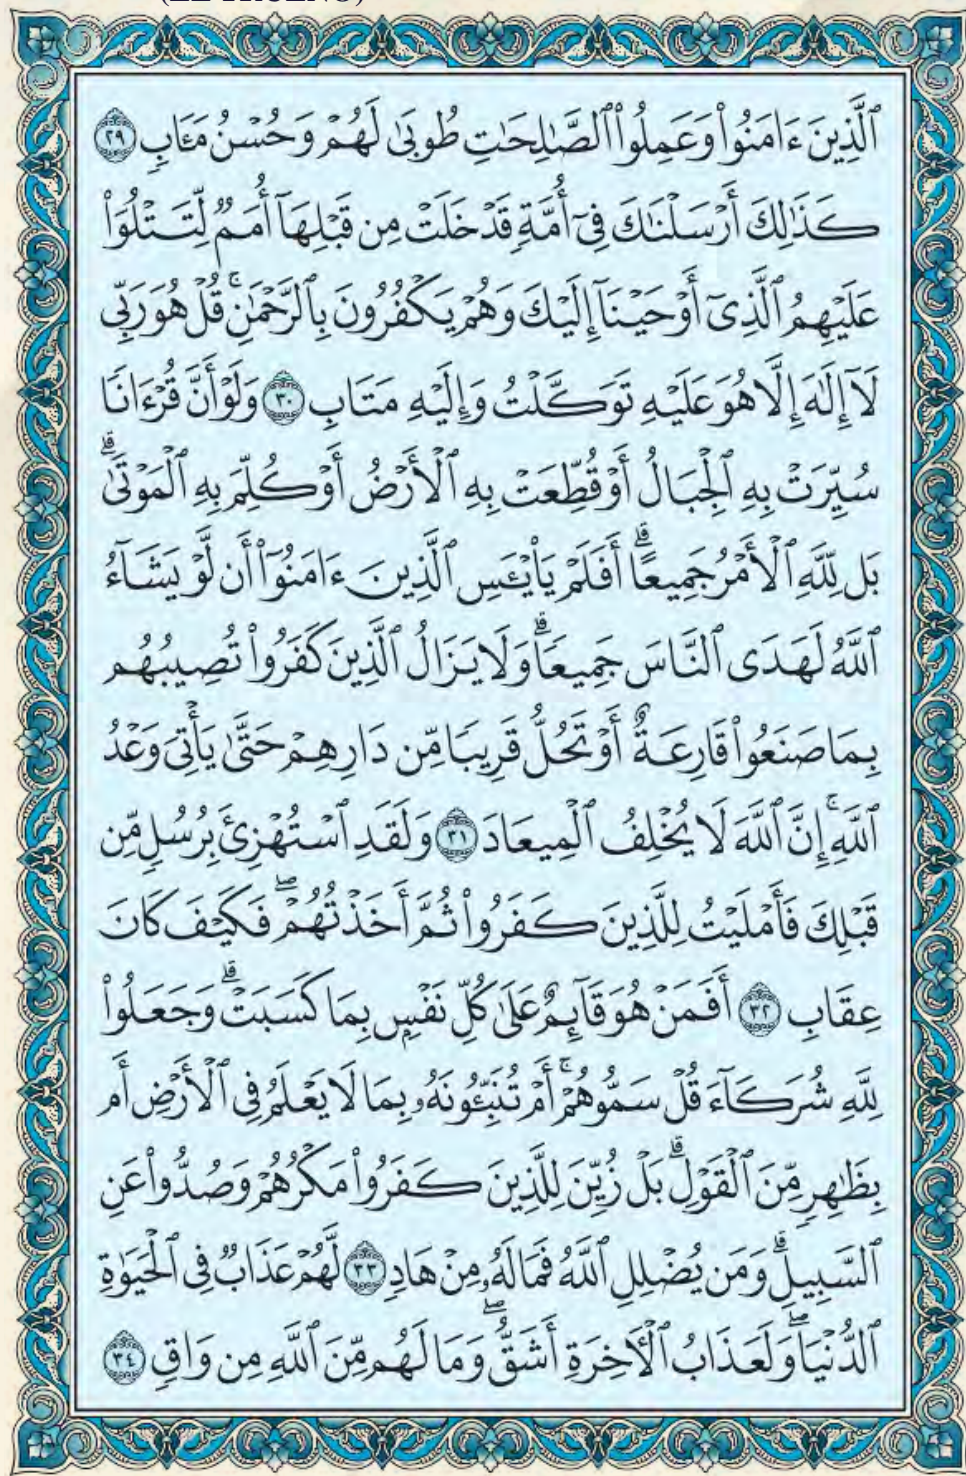 (EL TRUENO)
ٱلَّذِينَ ءَامَنُوا۟ وَعَمِلُوا۟ ٱلصَّـٰلِحَـٰتِ طُوبَىٰ لَهُمْ وَحُسْنُ مَـَٔابٍ ٢٩
كَذَٰلِكَ أَرْسَلْنَـٰكَ فِىٓ أُمَّةٍ قَدْ خَلَتْ مِن قَبْلِهَآ أُمَمٌ لِّتَتْلُوَا۟
عَلَيْهِمُ ٱلَّذِىٓ أَوْحَيْنَآ إِلَيْكَ وَهُمْ يَكْفُرُونَ بِٱلرَّحْمَـٰنِ ۚ قُلْ هُوَ رَبِّى
لَآ إِلَـٰهَ إِلَّا هُوَ عَلَيْهِ تَوَكَّلْتُ وَإِلَيْهِ مَتَابِ ٣٠ وَلَوْ أَنَّ قُرْءَانًا
سُيِّرَتْ بِهِ ٱلْجِبَالُ أَوْ قُطِّعَتْ بِهِ ٱلْأَرْضُ أَوْ كُلِّمَ بِهِ ٱلْمَوْتَىٰ ۗ
بَل لِّلَّهِ ٱلْأَمْرُ جَمِيعًا ۗ أَفَلَمْ يَا۟يْـَٔسِ ٱلَّذِينَ ءَامَنُوٓا۟ أَن لَّوْ يَشَآءُ
ٱللَّهُ لَهَدَى ٱلنَّاسَ جَمِيعًا ۗ وَلَا يَزَالُ ٱلَّذِينَ كَفَرُوا۟ تُصِيبُهُم
بِمَا صَنَعُوا۟ قَارِعَةٌ أَوْ تَحُلُّ قَرِيبًا مِّن دَارِهِمْ حَتَّىٰ يَأْتِىَ وَعْدُ
ٱللَّهِ ۚ إِنَّ ٱللَّهَ لَا يُخْلِفُ ٱلْمِيعَادَ ٣١ وَلَقَدِ ٱسْتُهْزِئَ بِرُسُلٍ مِّن
قَبْلِكَ فَأَمْلَيْتُ لِلَّذِينَ كَفَرُوا۟ ثُمَّ أَخَذْتُهُمْ ۖ فَكَيْفَ كَانَ
عِقَابِ ٣٢ أَفَمَنْ هُوَ قَآئِمٌ عَلَىٰ كُلِّ نَفْسٍۭ بِمَا كَسَبَتْ ۗ وَجَعَلُوا۟
لِلَّهِ شُرَكَآءَ قُلْ سَمُّوهُمْ ۚ أَمْ تُنَبِّـُٔونَهُۥ بِمَا لَا يَعْلَمُ فِى ٱلْأَرْضِ أَم
بِظَـٰهِرٍ مِّنَ ٱلْقَوْلِ ۗ بَلْ زُيِّنَ لِلَّذِينَ كَفَرُوا۟ مَكْرُهُمْ وَصُدُّوا۟ عَنِ
ٱلسَّبِيلِ ۗ وَمَن يُضْلِلِ ٱللَّهُ فَمَا لَهُۥ مِنْ هَادٍ ٣٣ لَّهُمْ عَذَابٌ فِى ٱلْحَيَوٰةِ
ٱلدُّنْيَا ۖ وَلَعَذَابُ ٱلْـَٔاخِرَةِ أَشَقُّ ۖ وَمَا لَهُم مِّنَ ٱللَّهِ مِن وَاقٍ ٣٤